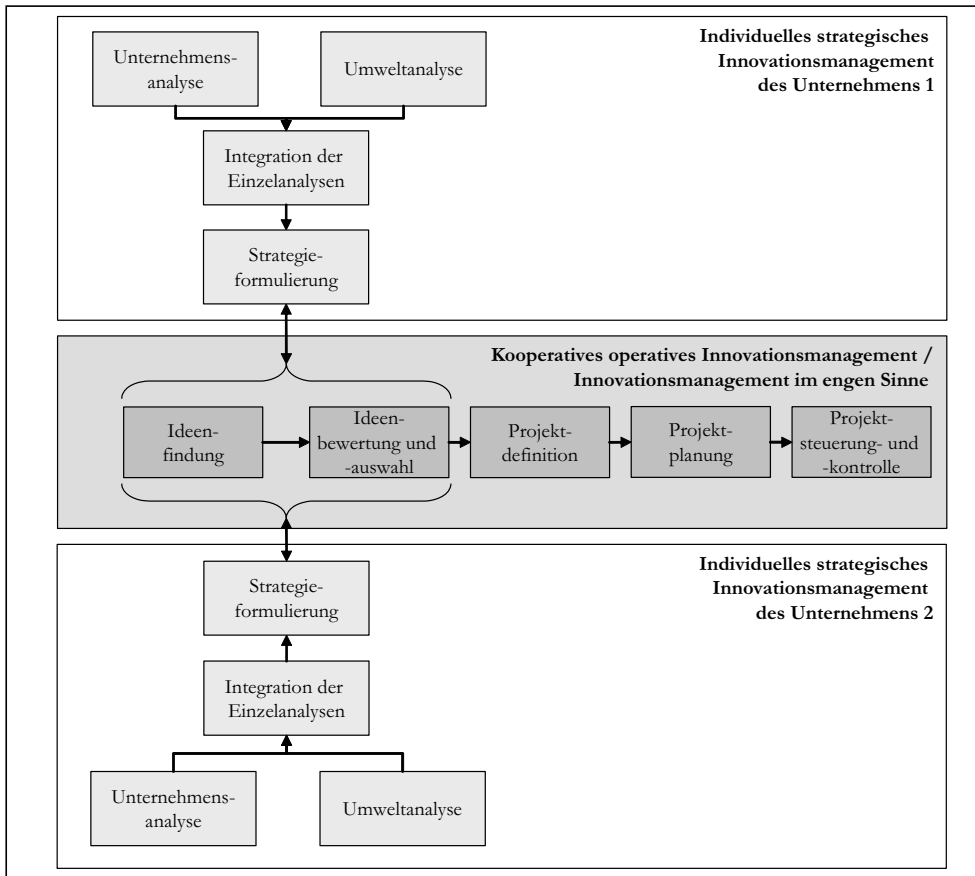 Individuelles strategisches
Innovationsmanagement
des Unternehmens 1
Unternehmens-
analyse
Umweltanalyse
Integration der
Einzelanalysen
Strategie-
formulierung
Kooperatives operatives Innovationsmanagement /
Innovationsmanagement im engen Sinne
Ideen-
findung
Ideen-
bewertung und
-auswahl
Projekt-
definition
Projekt-
planung
Projekt-
steuerung- und
-kontrolle
Individuelles strategisches
Innovationsmanagement
des Unternehmens 2
Strategie-
formulierung
Integration der
Einzelanalysen
Unternehmens-
analyse
Umweltanalyse